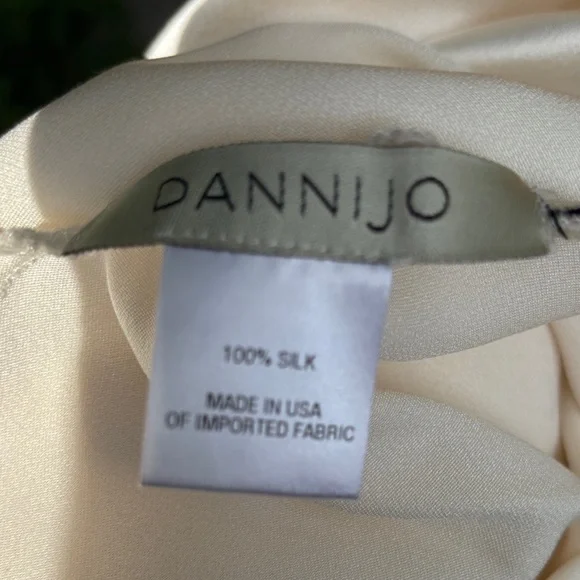 DANNIJO
100% SILK
MADE IN USA
OF IMPORTED FABRIC